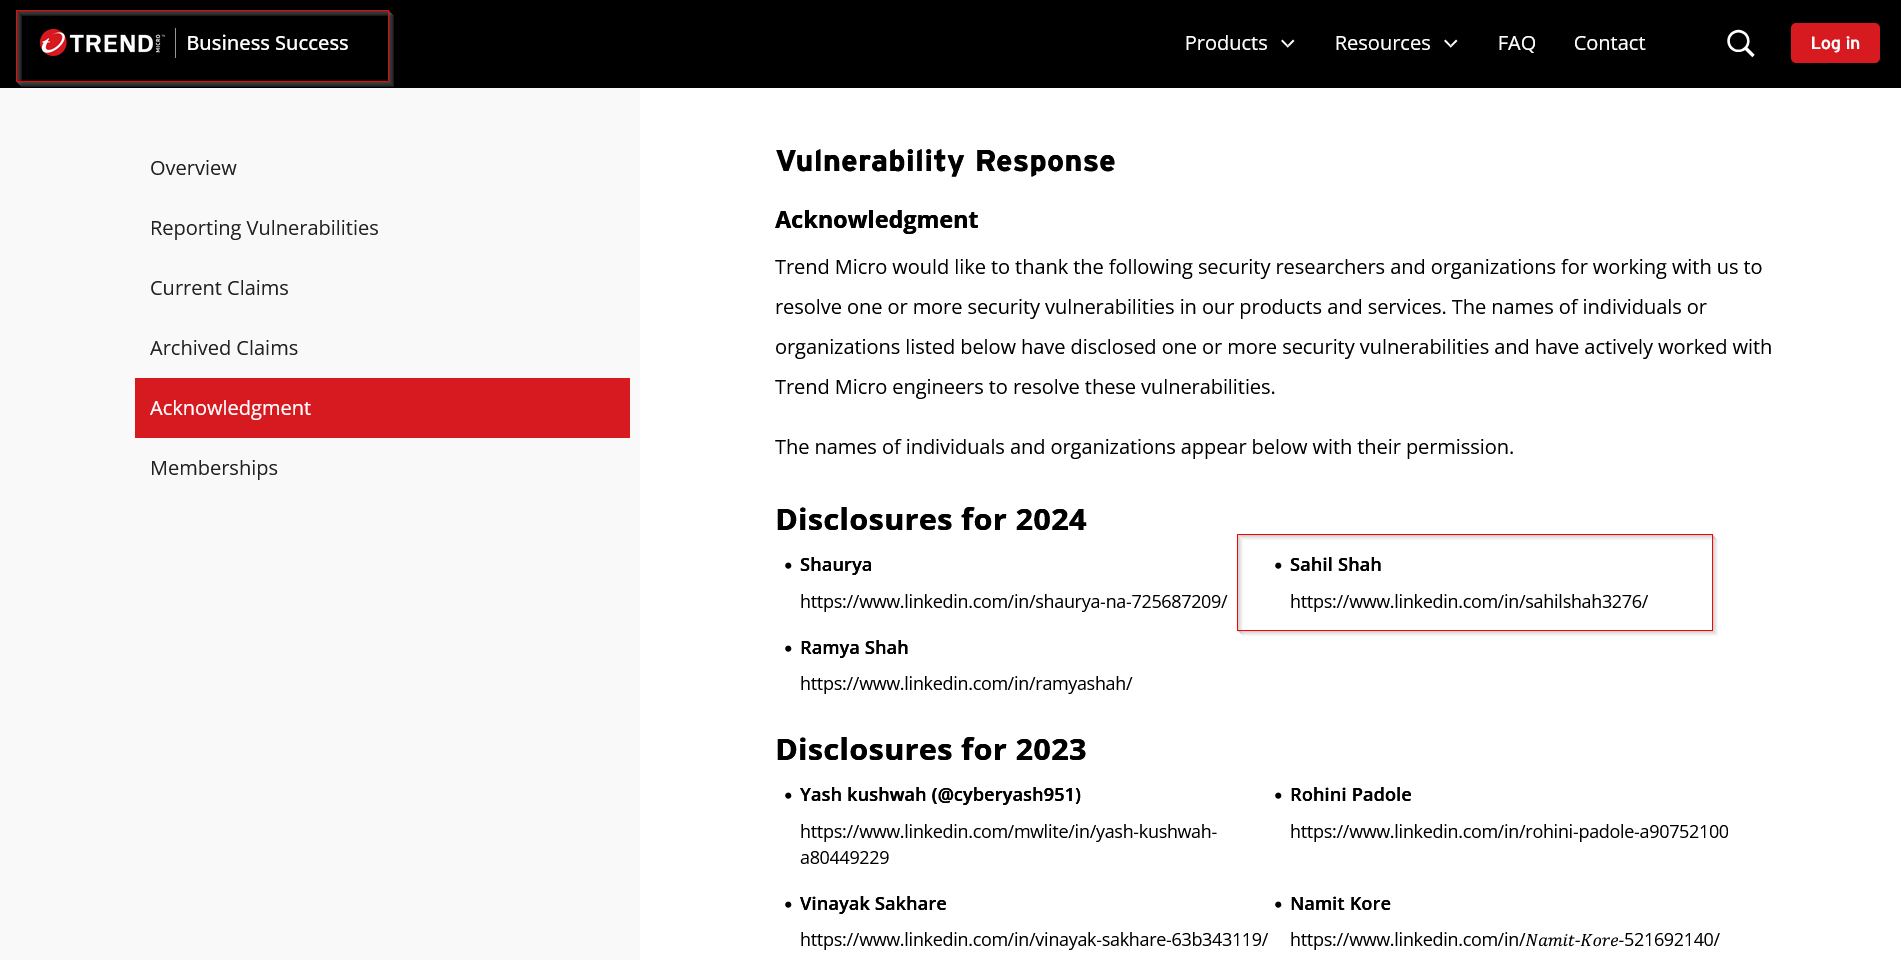 TREND MICRO™ Business Success
Products Resources FAQ Contact Log in
Overview
Reporting Vulnerabilities
Current Claims
Archived Claims
Acknowledgment
Memberships
Vulnerability Response
Acknowledgment
Trend Micro would like to thank the following security researchers and organizations for working with us to
resolve one or more security vulnerabilities in our products and services. The names of individuals or
organizations listed below have disclosed one or more security vulnerabilities and have actively worked with
Trend Micro engineers to resolve these vulnerabilities.
The names of individuals and organizations appear below with their permission.
Disclosures for 2024
• Shaurya
https://www.linkedin.com/in/shaurya-na-725687209/
• Sahil Shah
https://www.linkedin.com/in/sahilshah3276/
• Ramya Shah
https://www.linkedin.com/in/ramyashah/
Disclosures for 2023
• Yash kushwah (@cyberyash951)
https://www.linkedin.com/mwlite/in/yash-kushwah-
a80449229
• Rohini Padole
https://www.linkedin.com/in/rohini-padole-a90752100
• Vinayak Sakhare
https://www.linkedin.com/in/vinayak-sakhare-63b343119/
• Namit Kore
https://www.linkedin.com/in/Namit-Kore-521692140/